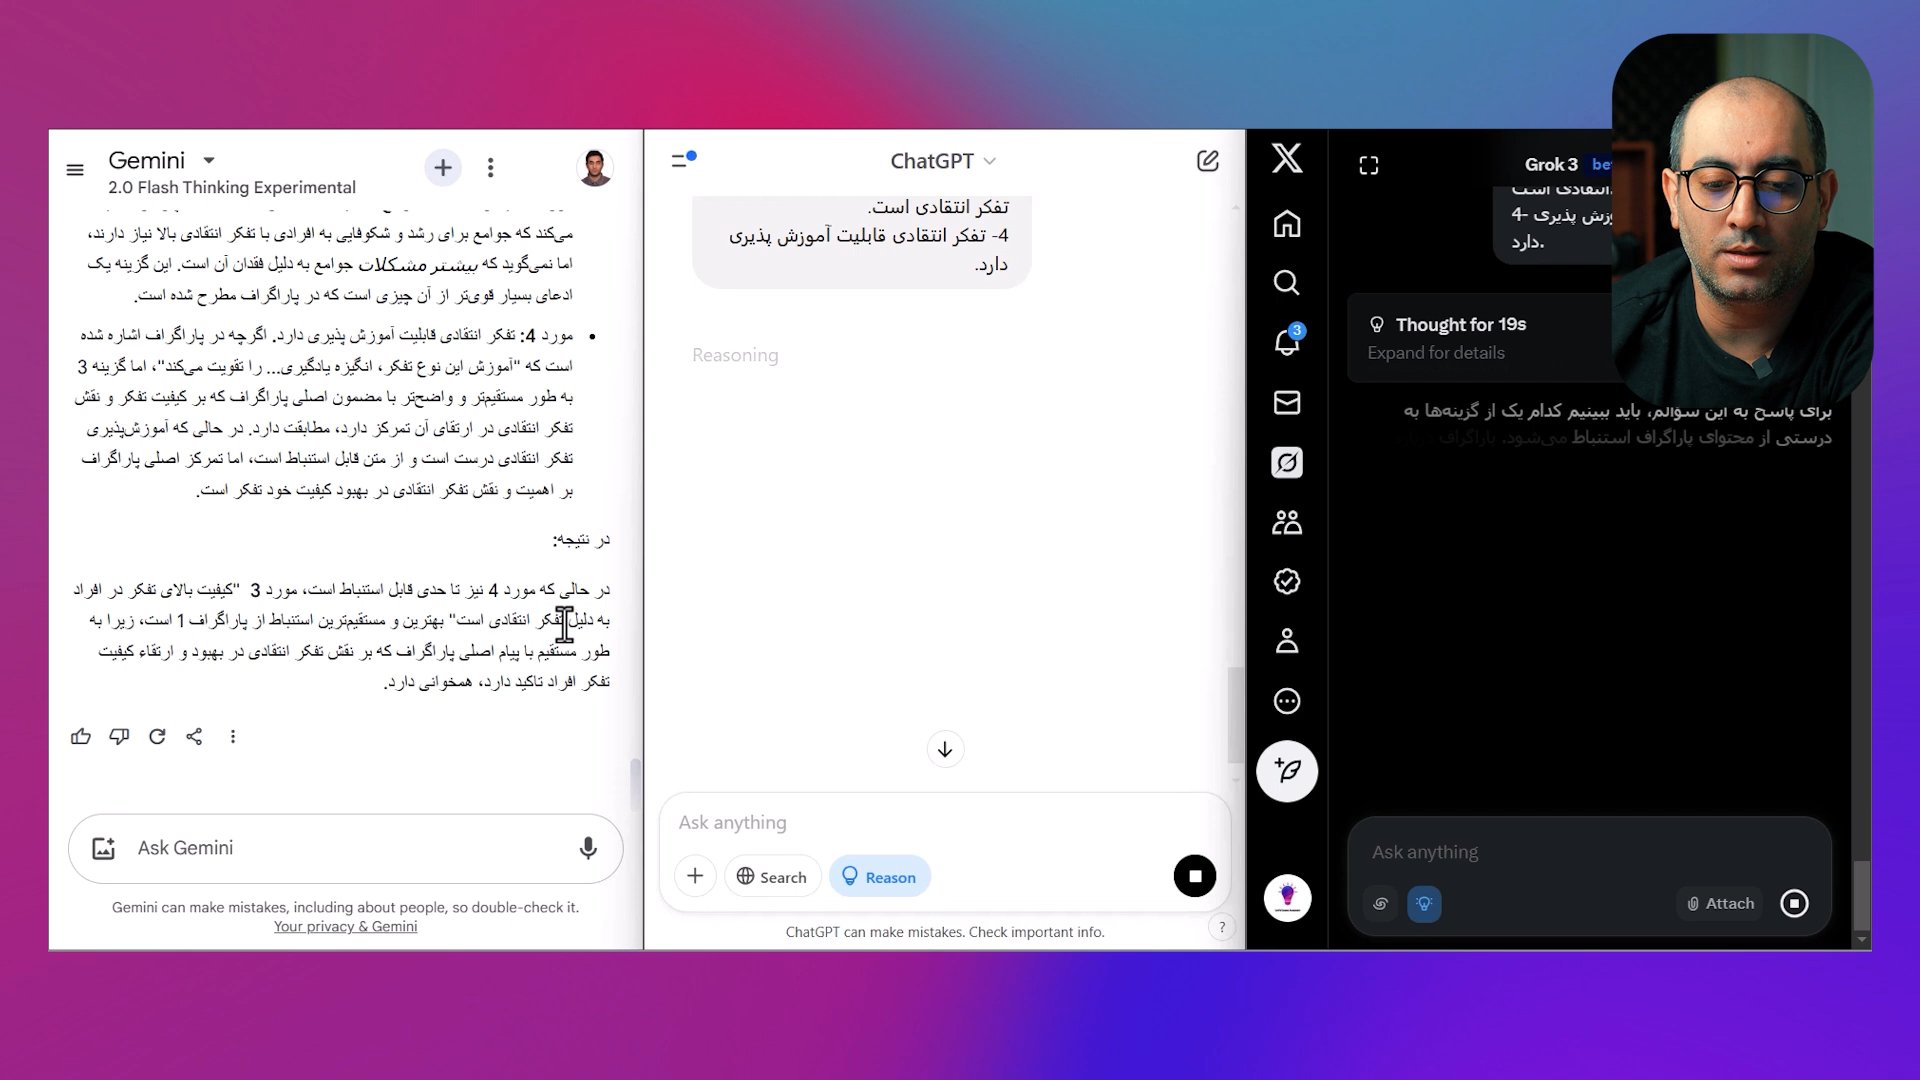 Gemini
2.0 Flash Thinking Experimental
می‌کند که جوامع برای رشد و شکوفایی به افرادی با تفکر انتقادی بالا نیاز دارند،
اما نمی‌گوید که بیشتر مشکلات جوامع به دلیل فقدان آن است. این گزینه یک
ادعای بسیار قوی‌تر از آن چیزی است که در پاراگراف مطرح شده است.
• مورد 4: تفکر انتقادی قابلیت آموزش پذیری دارد. اگرچه در پاراگراف اشاره شده
است که "آموزش این نوع تفکر، انگیزه یادگیری... را تقویت می‌کند"، اما گزینه 3
به طور مستقیم‌تر و واضح‌تر با مضمون اصلی پاراگراف که بر کیفیت تفکر و نقش
تفکر انتقادی در ارتقای آن تمرکز دارد، مطابقت دارد. در حالی که آموزش‌پذیری
تفکر انتقادی درست است و از متن قابل استنباط است، اما تمرکز اصلی پاراگراف
بر اهمیت و نقش تفکر انتقادی در بهبود کیفیت خود تفکر است.
در نتیجه:
در حالی که مورد 4 نیز تا حدی قابل استنباط است، مورد 3 "کیفیت بالای تفکر در افراد
به دلیل تفکر انتقادی است" بهترین و مستقیم‌ترین استنباط از پاراگراف 1 است، زیرا به
طور مستقیم با پیام اصلی پاراگراف که بر نقش تفکر انتقادی در بهبود و ارتقاء کیفیت
تفکر افراد تاکید دارد، همخوانی دارد.
Ask Gemini
Gemini can make mistakes, including about people, so double-check it.
Your privacy & Gemini
ChatGPT
تفکر انتقادی است.
4- تفکر انتقادی قابلیت آموزش پذیری
دارد.
Reasoning
Ask anything
Search
Reason
ChatGPT can make mistakes. Check important info.
?
X
3
Grok 3
انتقادی است.
4-
پذیری
دارد.
Thought for 19s
Expand for details
برای پاسخ به این سوالم، باید ببینیم کدام یک از گزینه‌ها به
درستی از محتوای پاراگراف استنباط می‌شود. پاراگراف
Ask anything
Attach